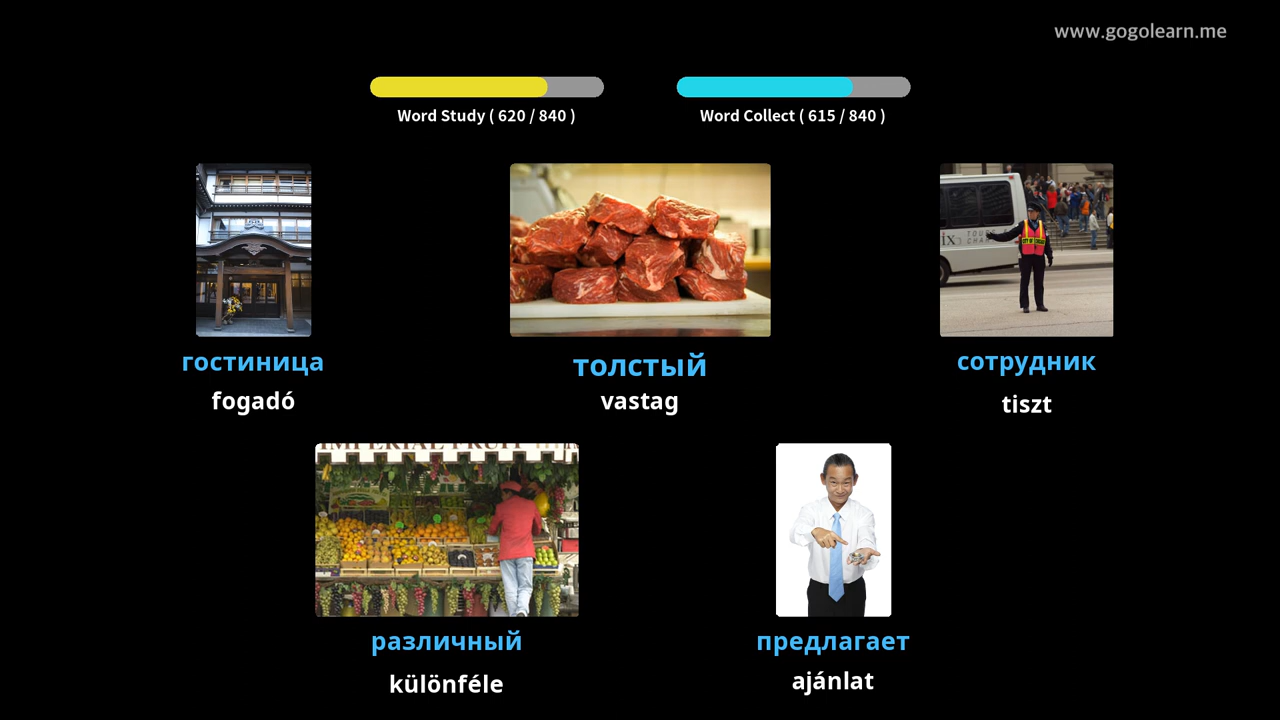 www.gogolearn.me
Word Study ( 620 / 840 )
Word Collect ( 615 / 840 )
гостиница
fogadó
толстый
vastag
сотрудник
tiszt
различный
különféle
предлагает
ajánlat